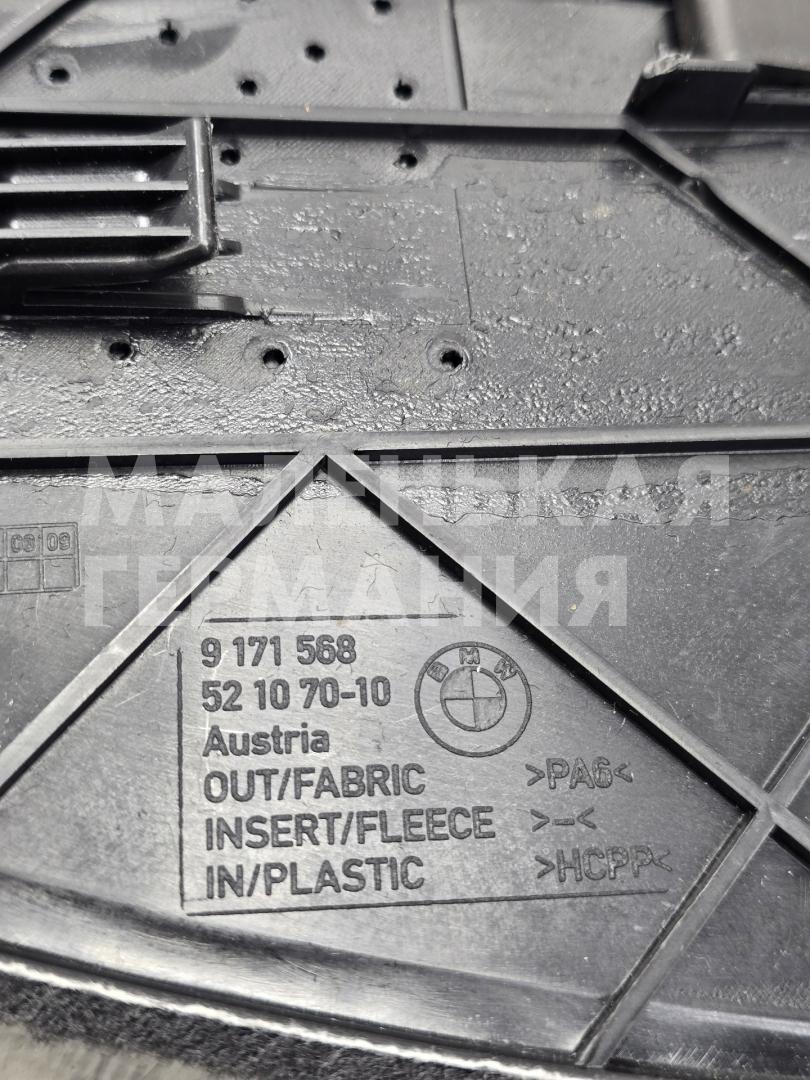 МАЛЕНЬКАЯ
ГЕРМАНИЯ
09
9 171 568
52 10 70-10
Austria
BMW
OUT/FABRIC >PA6<
INSERT/FLEECE >-<
IN/PLASTIC >HCPP<